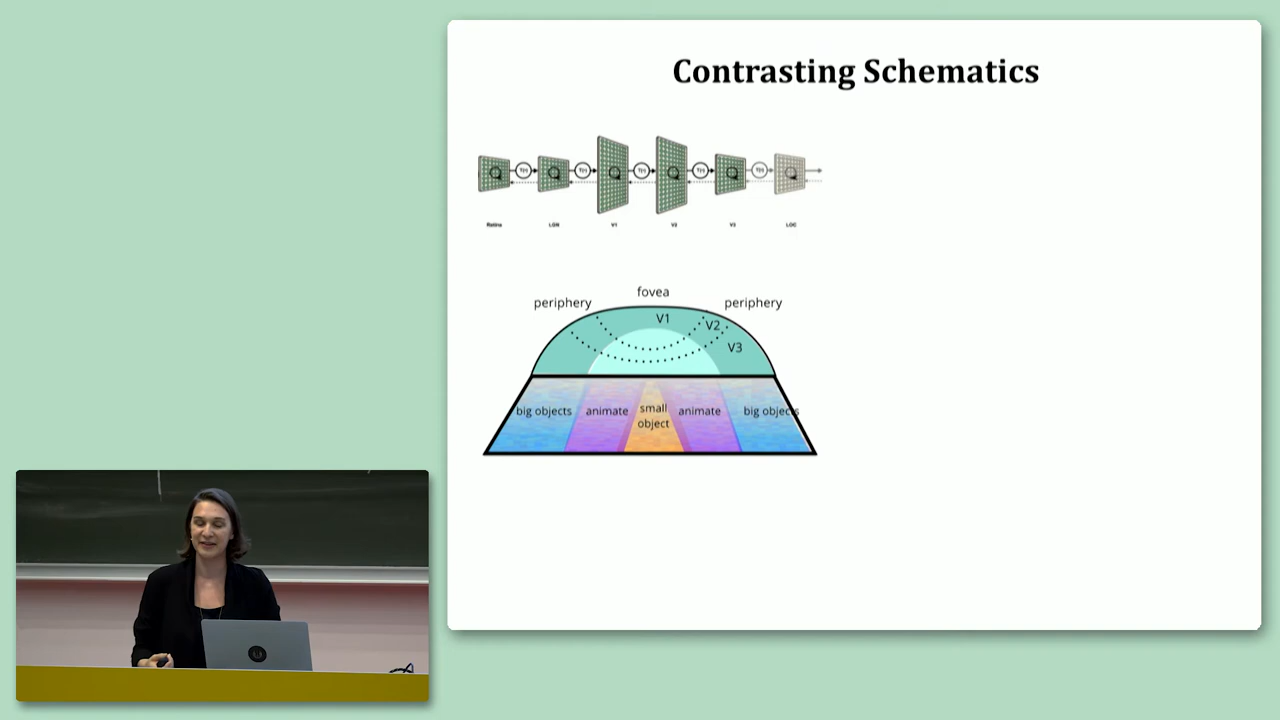 Contrasting Schematics
T(t) T(t) T(t) T(t) T(t)
Retina LGN V1 V2 V3 LOC
fovea
periphery periphery
V1
V2
V3
big objects animate small object animate big objects